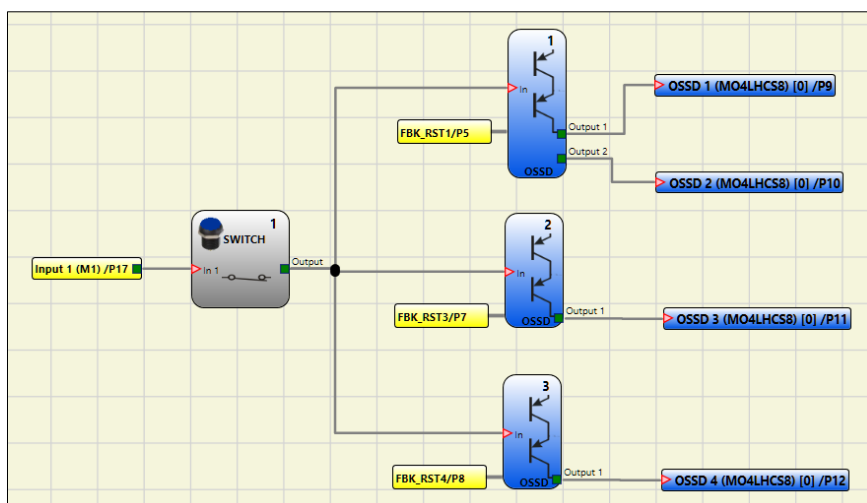 1
In
OSSD 1 (MO4LHCS8) [0] /P9
FBK_RST1/P5
Output 1
Output 2
OSSD
OSSD 2 (MO4LHCS8) [0] /P10
1
SWITCH
Input 1 (M1) /P17
In 1
Output
2
In
FBK_RST3/P7
Output 1
OSSD
OSSD 3 (MO4LHCS8) [0] /P11
3
In
FBK_RST4/P8
Output 1
OSSD
OSSD 4 (MO4LHCS8) [0] /P12